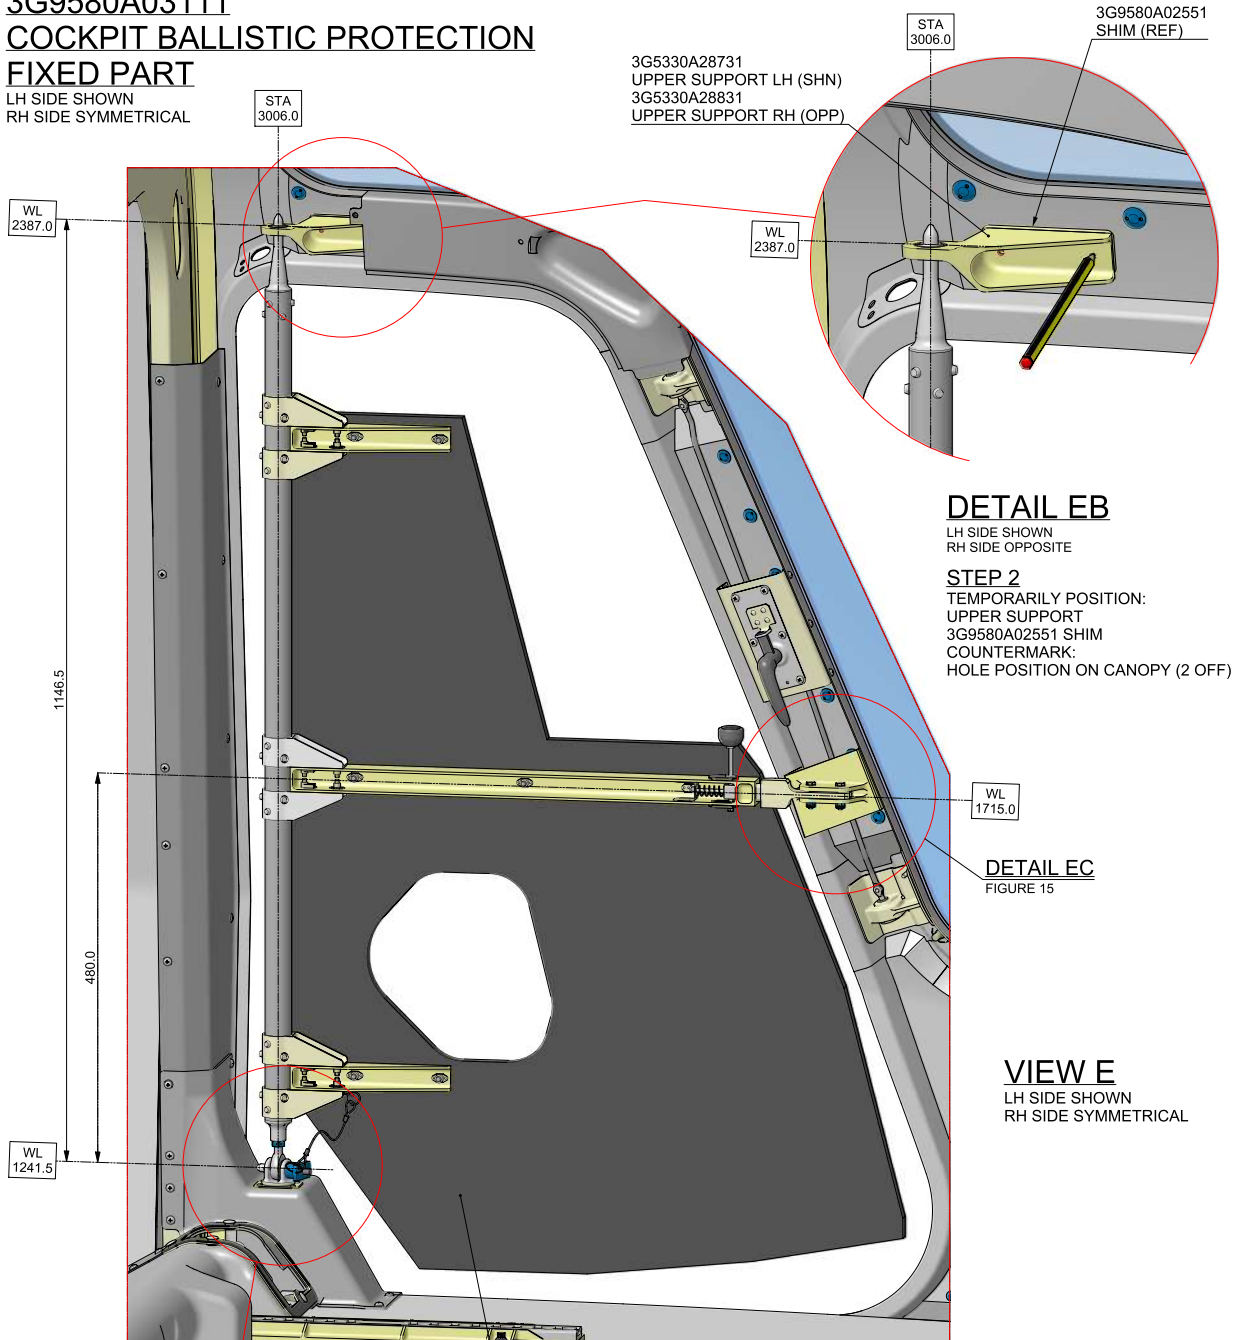 3G9580A03111
COCKPIT BALLISTIC PROTECTION
FIXED PART
LH SIDE SHOWN
RH SIDE SYMMETRICAL
STA
3006.0
WL
2387.0
3G5330A28731
UPPER SUPPORT LH (SHN)
3G5330A28831
UPPER SUPPORT RH (OPP)
STA
3006.0
3G9580A02551
SHIM (REF)
WL
2387.0
DETAIL EB
LH SIDE SHOWN
RH SIDE OPPOSITE
STEP 2
TEMPORARILY POSITION:
UPPER SUPPORT
3G9580A02551 SHIM
COUNTERMARK:
HOLE POSITION ON CANOPY (2 OFF)
1146.5
480.0
WL
1715.0
DETAIL EC
FIGURE 15
VIEW E
LH SIDE SHOWN
RH SIDE SYMMETRICAL
WL
1241.5